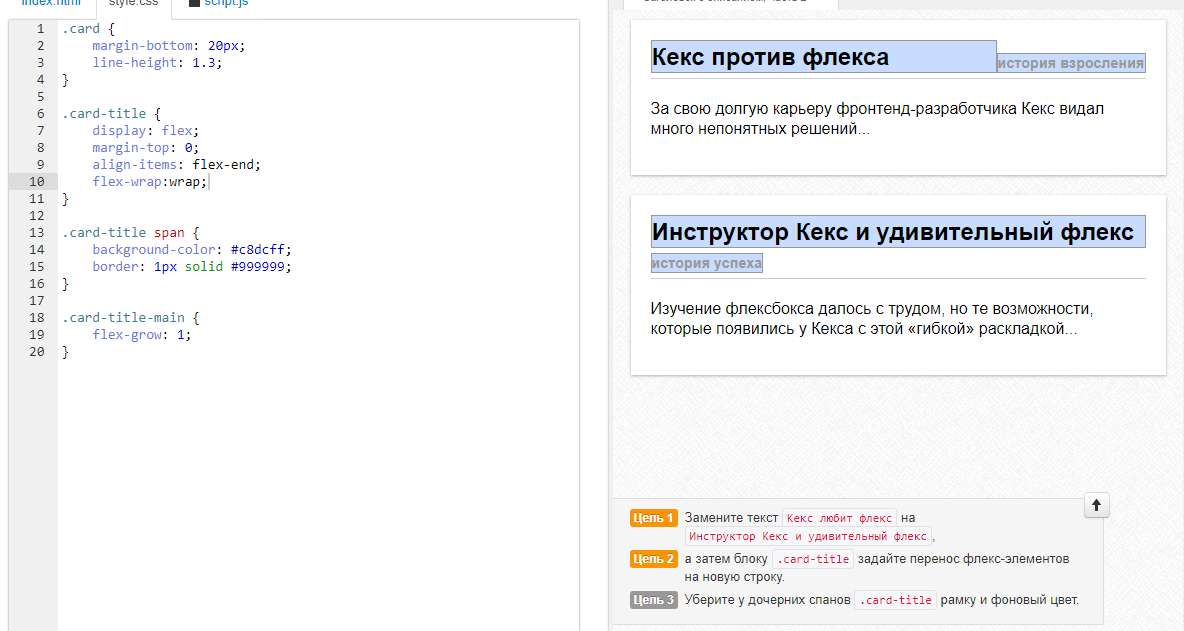 index.html style.css script.js
1 .card {
2 margin-bottom: 20px;
3 line-height: 1.3;
4 }
5
6 .card-title {
7 display: flex;
8 margin-top: 0;
9 align-items: flex-end;
10 flex-wrap:wrap;
11 }
12
13 .card-title span {
14 background-color: #c8dcff;
15 border: 1px solid #999999;
16 }
17
18 .card-title-main {
19 flex-grow: 1;
20 }
Кекс против флекса
история взросления
За свою долгую карьеру фронтенд-разработчика Кекс видал
много непонятных решений...
Инструктор Кекс и удивительный флекс
история успеха
Изучение флексбокса далось с трудом, но те возможности,
которые появились у Кекса с этой «гибкой» раскладкой...
Цель 1 Замените текст Кекс любит флекс на
Инструктор Кекс и удивительный флекс,
Цель 2 а затем блоку .card-title задайте перенос флекс-элементов
на новую строку.
Цель 3 Уберите у дочерних спанов .card-title рамку и фоновый цвет.